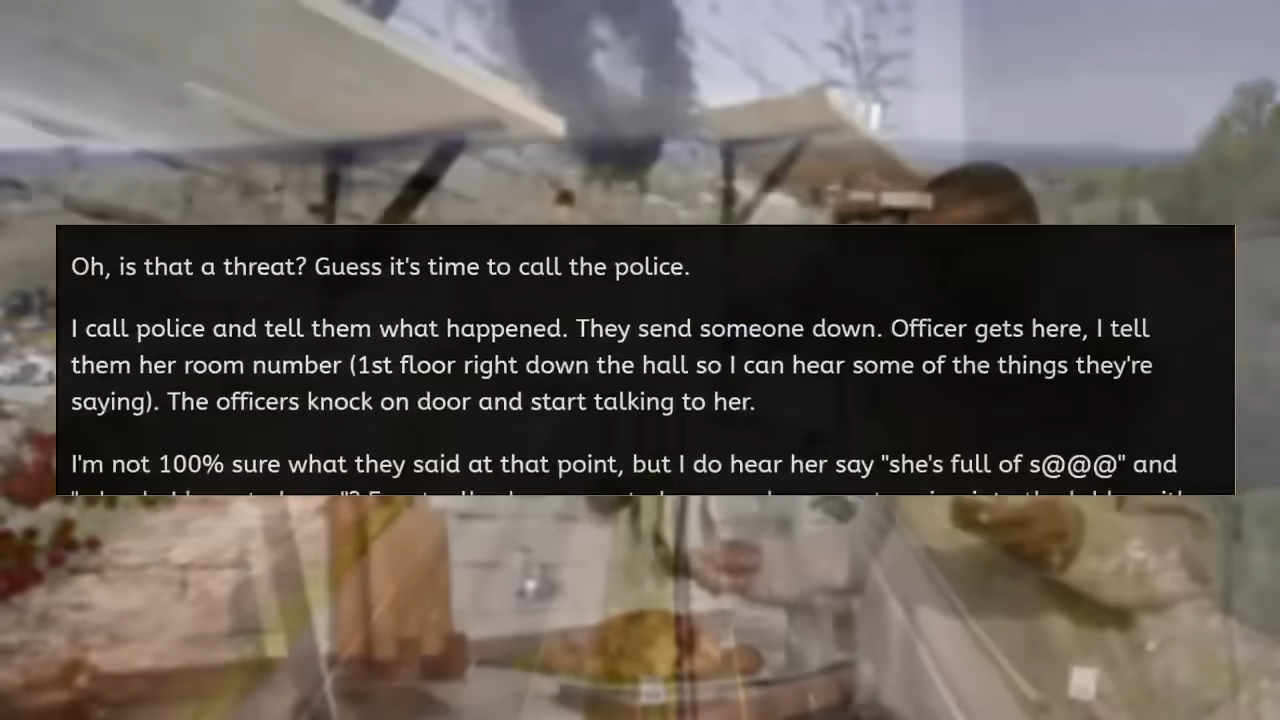 Oh, is that a threat? Guess it's time to call the police.
I call police and tell them what happened. They send someone down. Officer gets here, I tell
them her room number (1st floor right down the hall so I can hear some of the things they're
saying). The officers knock on door and start talking to her.
I'm not 100% sure what they said at that point, but I do hear her say "she's full of s@@@" and